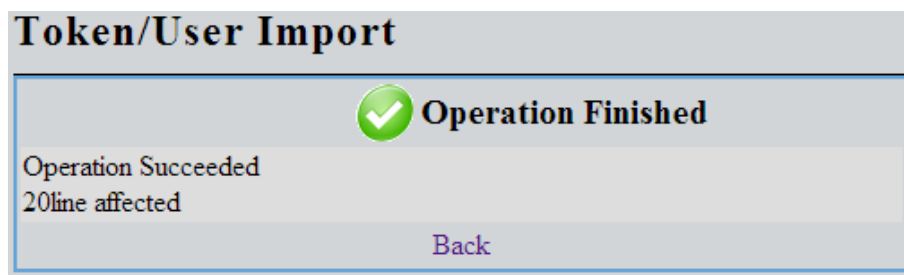 Token/User Import
Operation Finished
Operation Succeeded
20line affected
Back